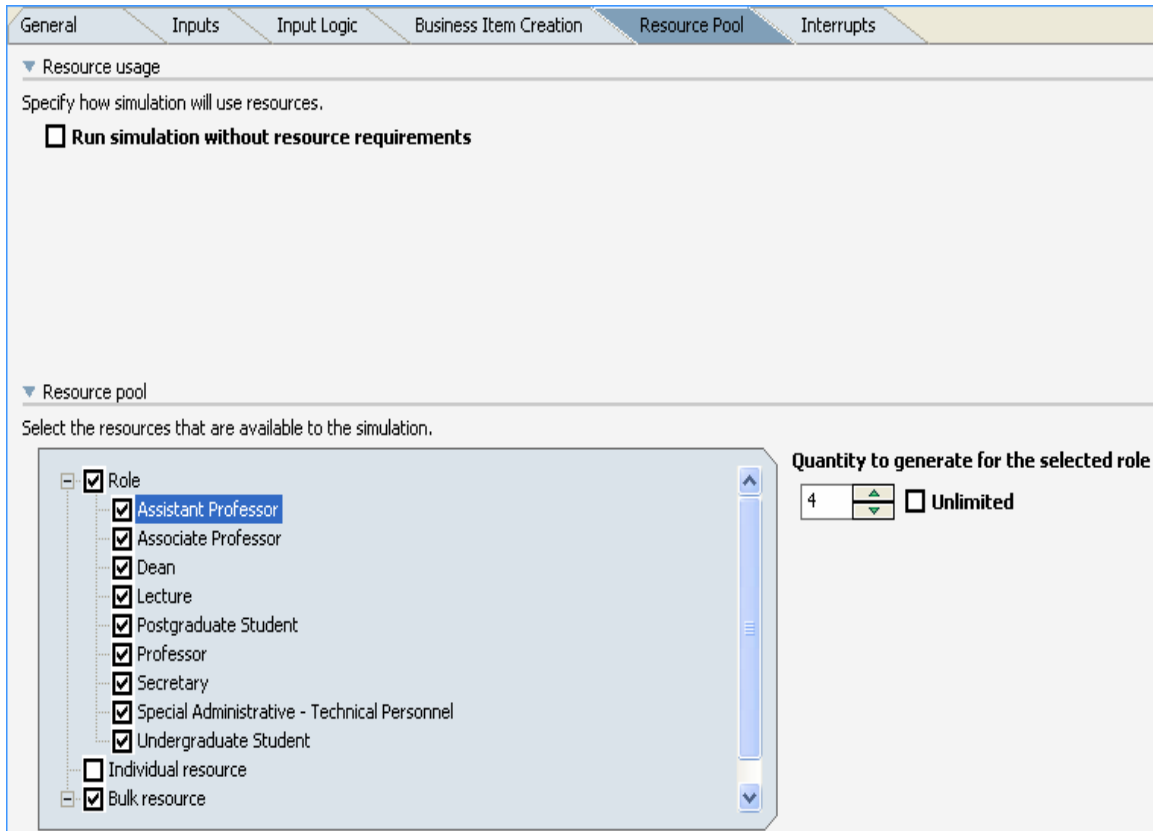 General Inputs Input Logic Business Item Creation Resource Pool Interrupts
Resource usage
Specify how simulation will use resources.
Run simulation without resource requirements
Resource pool
Select the resources that are available to the simulation.
Role
Assistant Professor
Associate Professor
Dean
Lecture
Postgraduate Student
Professor
Secretary
Special Administrative - Technical Personnel
Undergraduate Student
Individual resource
Bulk resource
Quantity to generate for the selected role
4 Unlimited